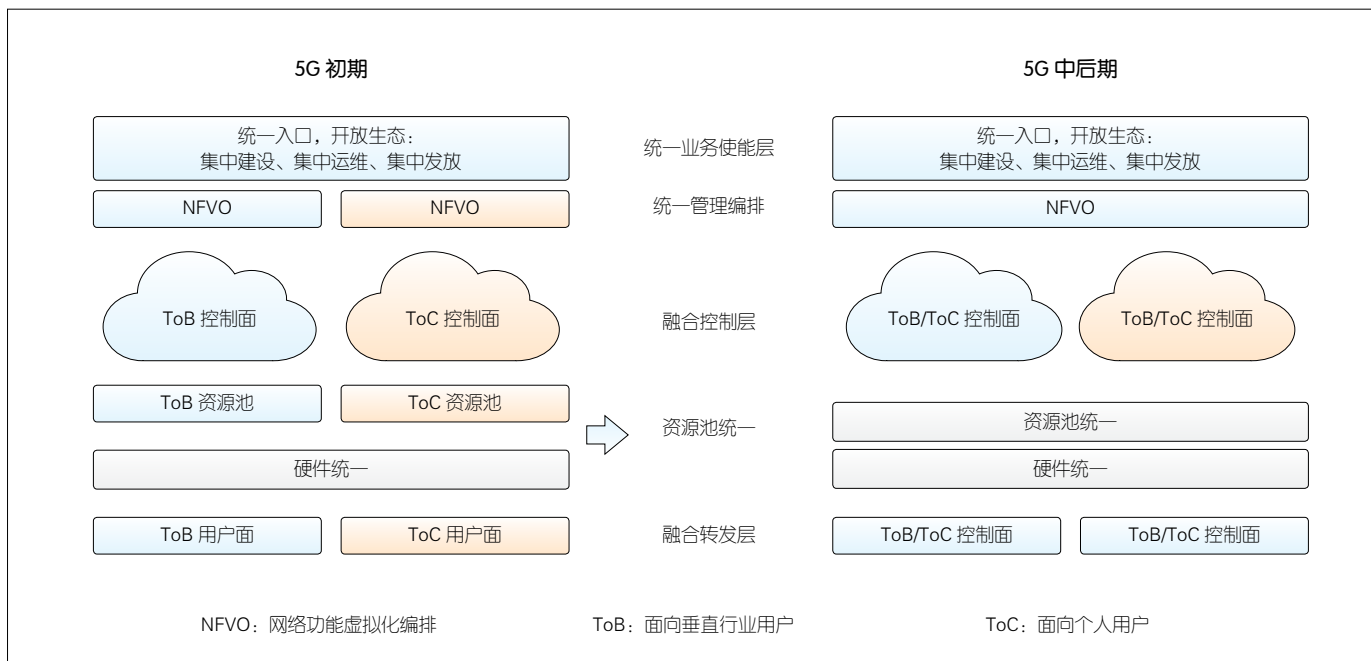 5G 初期
5G 中后期
统一入口，开放生态：
集中建设、集中运维、集中发放
统一业务使能层
统一入口，开放生态：
集中建设、集中运维、集中发放
NFVO
NFVO
统一管理编排
NFVO
ToB 控制面
ToC 控制面
融合控制层
ToB/ToC 控制面
ToB/ToC 控制面
ToB 资源池
ToC 资源池
资源池统一
资源池统一
硬件统一
硬件统一
ToB 用户面
ToC 用户面
融合转发层
ToB/ToC 控制面
ToB/ToC 控制面
NFVO：网络功能虚拟化编排
ToB：面向垂直行业用户
ToC：面向个人用户